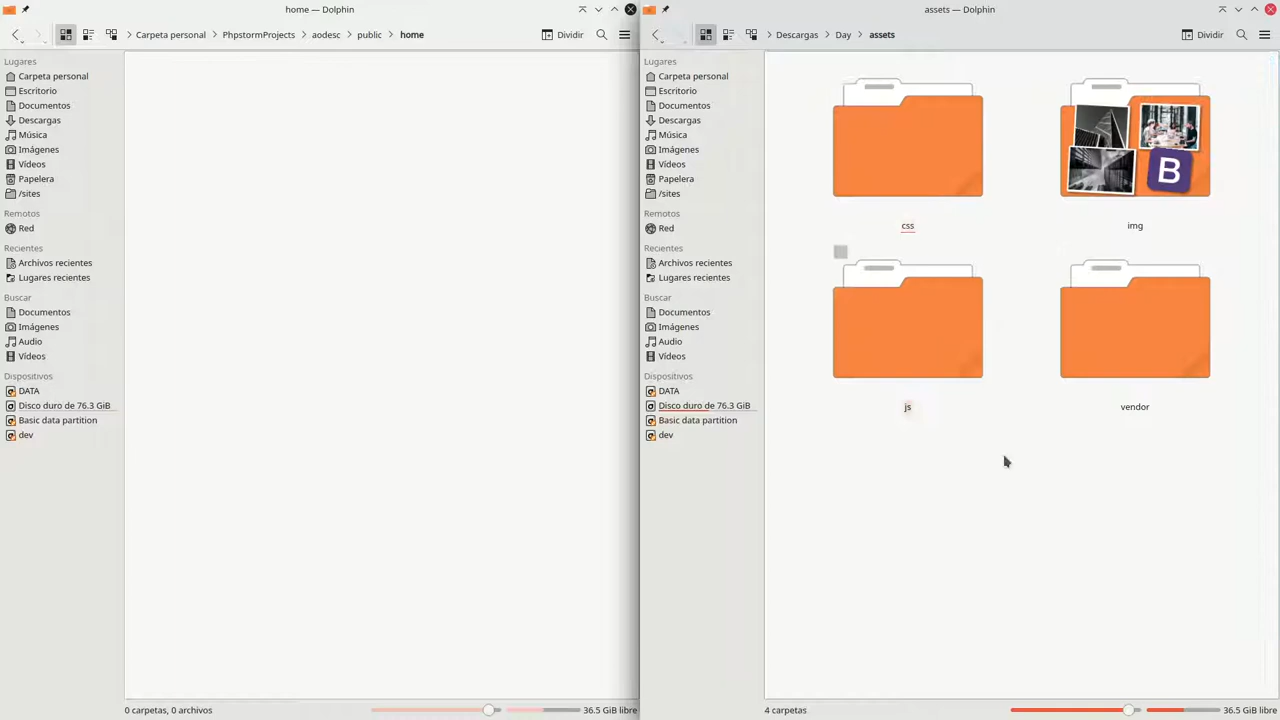 home — Dolphin
Carpeta personal PhpstormProjects aodesc public home
Dividir
Lugares
Carpeta personal
Escritorio
Documentos
Descargas
Música
Imágenes
Vídeos
Papelera
/sites
Remotos
Red
Recientes
Archivos recientes
Lugares recientes
Buscar
Documentos
Imágenes
Audio
Vídeos
Dispositivos
DATA
Disco duro de 76.3 GiB
Basic data partition
dev
0 carpetas, 0 archivos
36.5 GiB libre
assets — Dolphin
Descargas Day assets
Dividir
Lugares
Carpeta personal
Escritorio
Documentos
Descargas
Música
Imágenes
Vídeos
Papelera
/sites
Remotos
Red
Recientes
Archivos recientes
Lugares recientes
Buscar
Documentos
Imágenes
Audio
Vídeos
Dispositivos
DATA
Disco duro de 76.3 GiB
Basic data partition
dev
B
css
img
js
vendor
4 carpetas
36.5 GiB libre